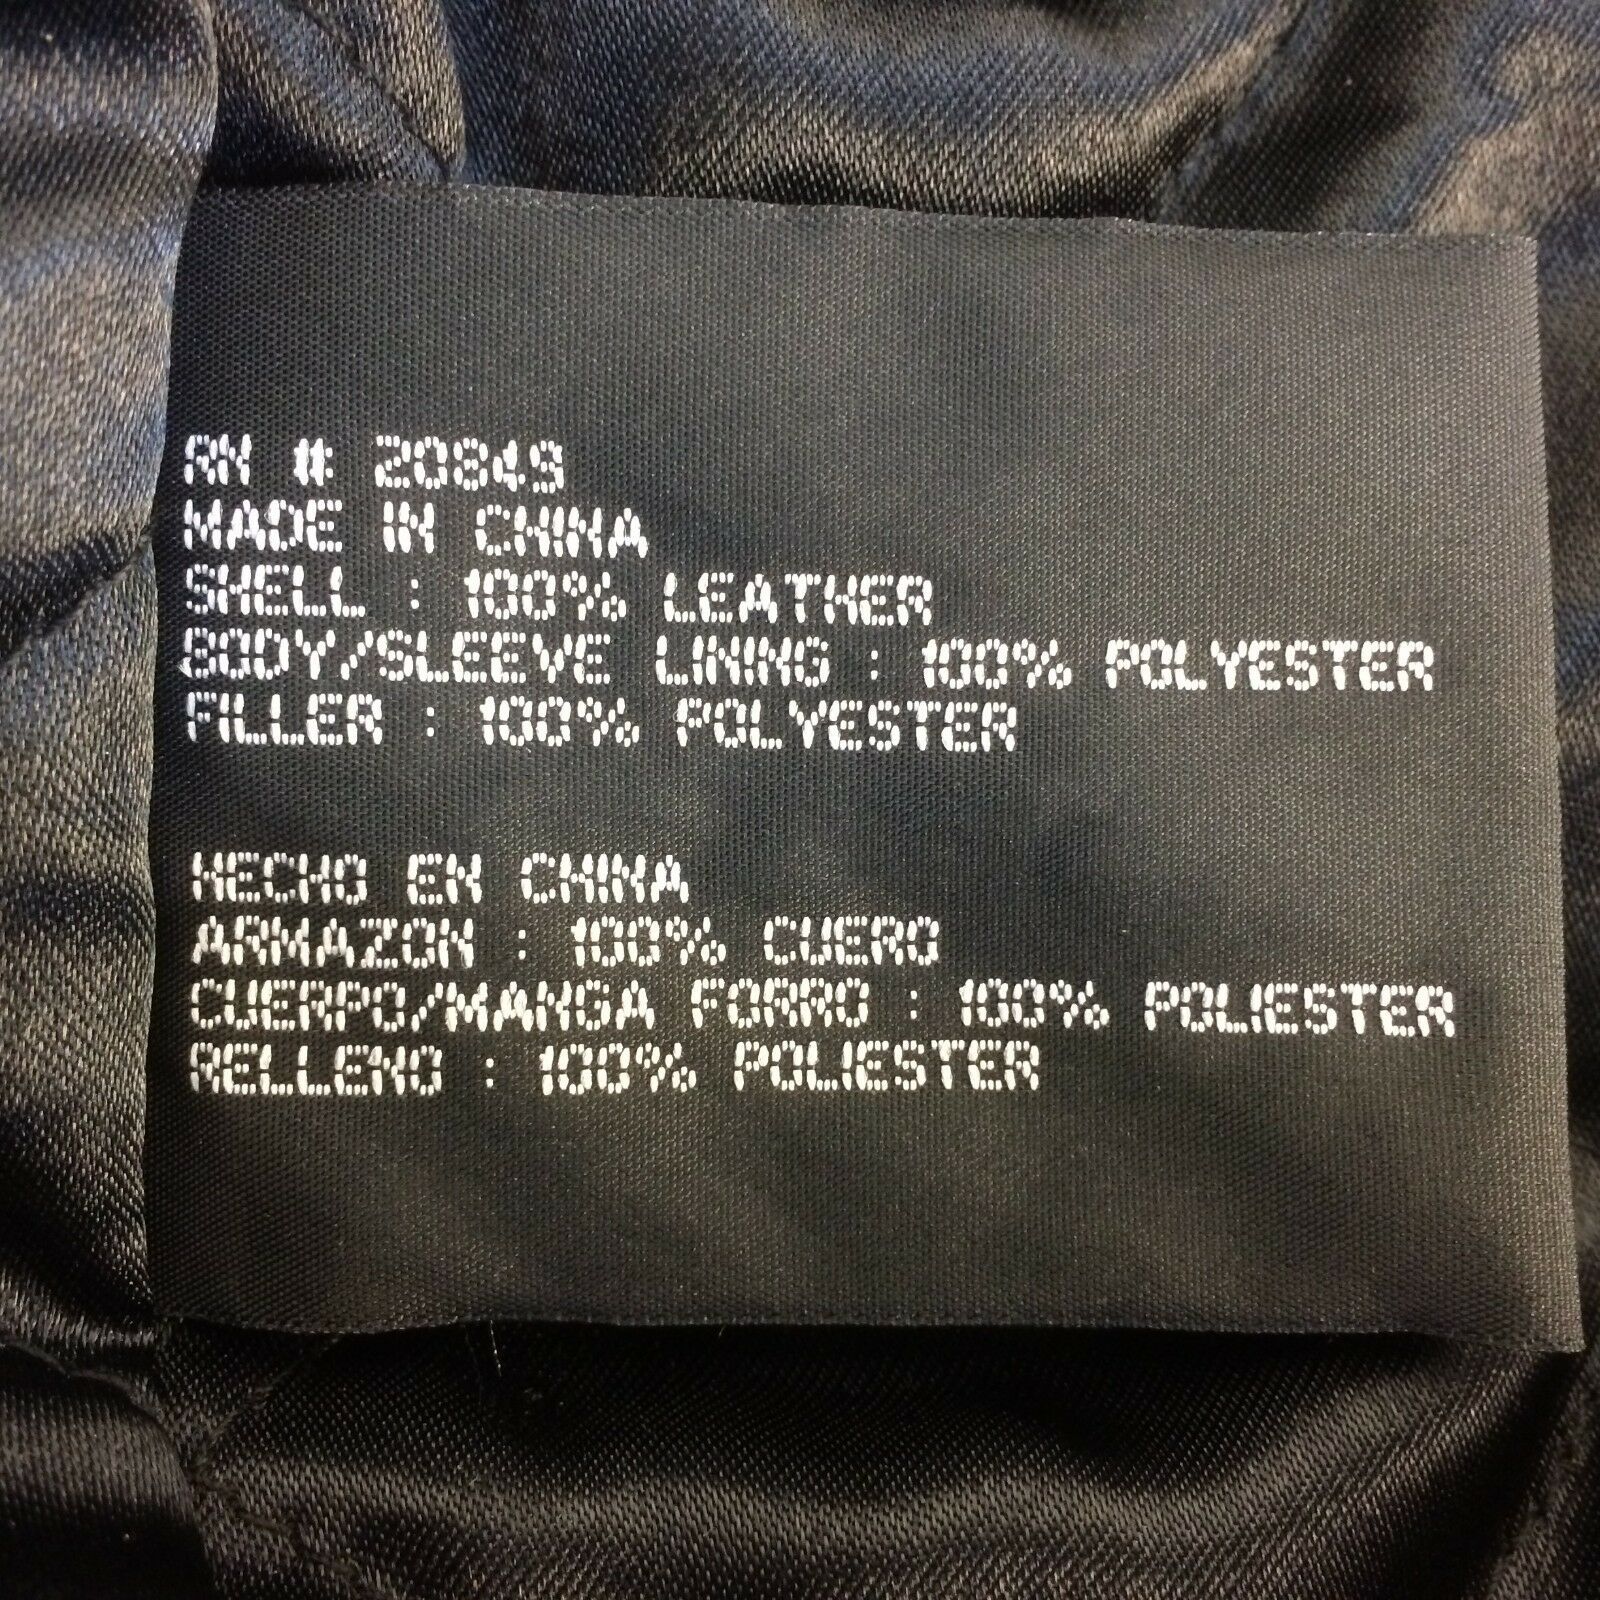 RN # 20849
MADE IN CHINA
SHELL : 100% LEATHER
BODY/SLEEVE LINING : 100% POLYESTER
FILLER : 100% POLYESTER
HECHO EN CHINA
ARMAZON : 100% CUERO
CUERPO/MANGA FORRO : 100% POLIESTER
RELLENO : 100% POLIESTER